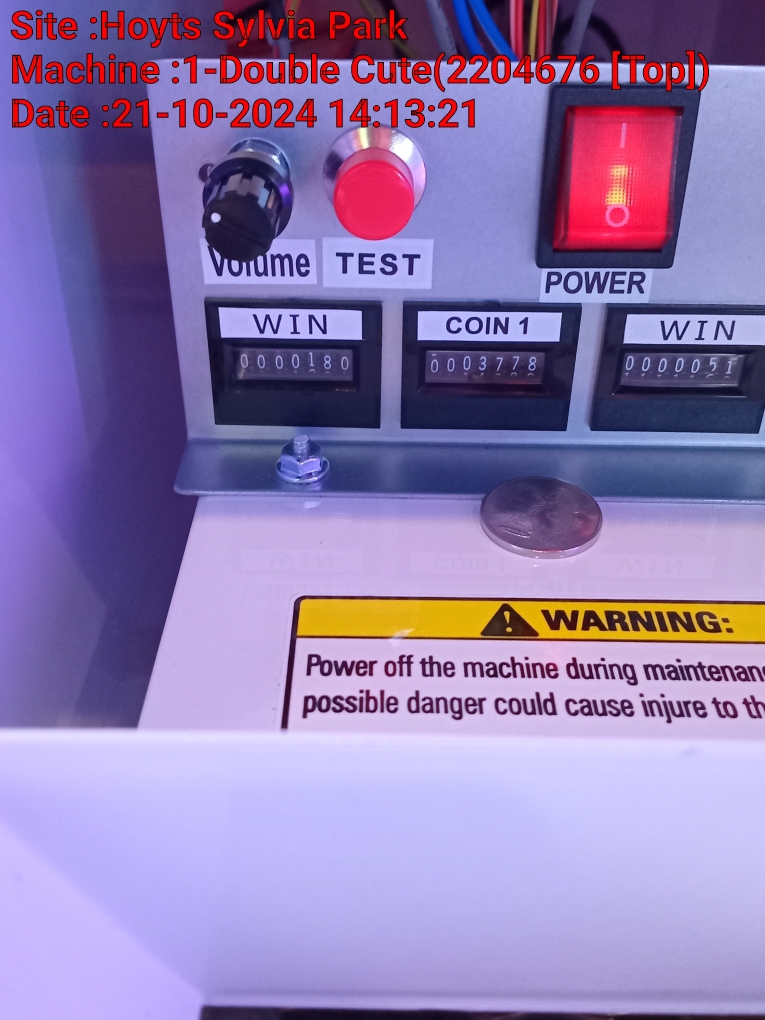 Site :Hoyts Sylvia Park
Machine :1-Double Cute(2204676 [Top])
Date :21-10-2024 14:13:21
Volume
TEST
POWER
WIN
COIN 1
WIN
0000180
0003778
0000051
WARNING:
Power off the machine during
possible danger could cause injure to